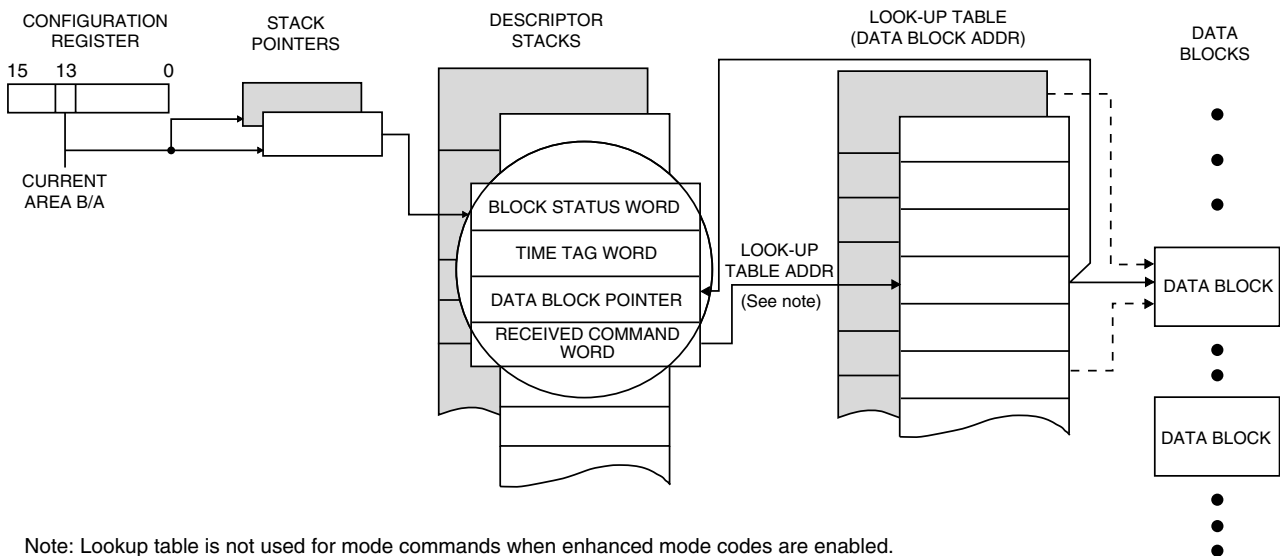 CONFIGURATION
REGISTER
15 13 0
CURRENT
AREA B/A
STACK
POINTERS
DESCRIPTOR
STACKS
BLOCK STATUS WORD
TIME TAG WORD
DATA BLOCK POINTER
RECEIVED COMMAND
WORD
LOOK-UP
TABLE ADDR
(See note)
LOOK-UP TABLE
(DATA BLOCK ADDR)
DATA
BLOCKS
DATA BLOCK
DATA BLOCK
Note: Lookup table is not used for mode commands when enhanced mode codes are enabled.